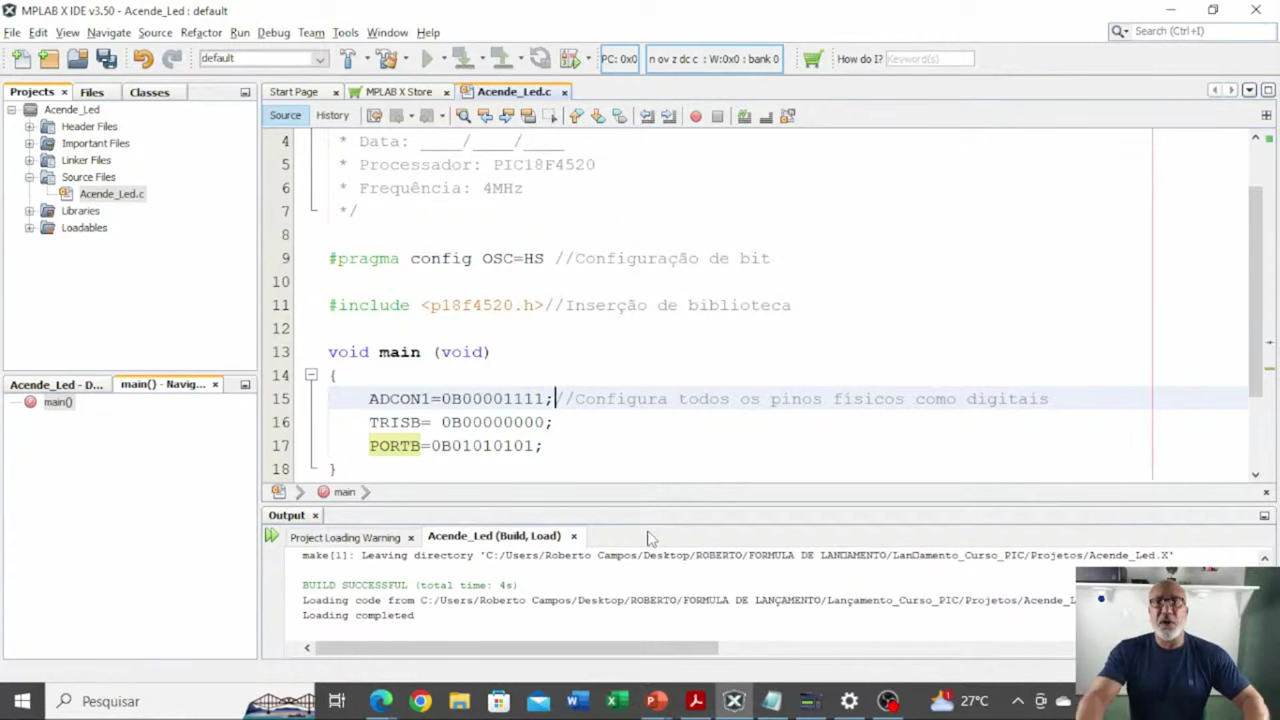 MPLAB X IDE v3.50 - Acende_Led : default
File Edit View Navigate Source Refactor Run Debug Team Tools Window Help
Search (Ctrl+I)
default
PC: 0x0
n ov z dc c : W:0x0 : bank 0
How do I? Keyword(s)
Projects Files Classes
Start Page MPLAB X Store Acende_Led.c
Acende_Led
Header Files
Important Files
Linker Files
Source Files
Acende_Led.c
Libraries
Loadables
Source History
4 * Data: ____/____/____
5 * Processador: PIC18F4520
6 * Frequência: 4MHz
7 */
8
9 #pragma config OSC=HS //Configuração de bit
10
11 #include <p18f4520.h>//Inserção de biblioteca
12
13 void main (void)
14 {
15 ADCON1=0B00001111;//Configura todos os pinos físicos como digitais
16 TRISB= 0B00000000;
17 PORTB=0B01010101;
18 }
main
Acende_Led - D... main() - Navig...
main()
Output
Project Loading Warning Acende_Led (Build, Load)
make[1]: Leaving directory 'C:/Users/Roberto Campos/Desktop/ROBERTO/FORMULA DE LAN□AMENTO/Lan□amento_Curso_PIC/Projetos/Acende_Led.X'
BUILD SUCCESSFUL (total time: 4s)
Loading code from C:/Users/Roberto Campos/Desktop/ROBERTO/FORMULA DE LANÇAMENTO/Lançamento_Curso_PIC/Projetos/Acende_L
Loading completed
Pesquisar
27°C